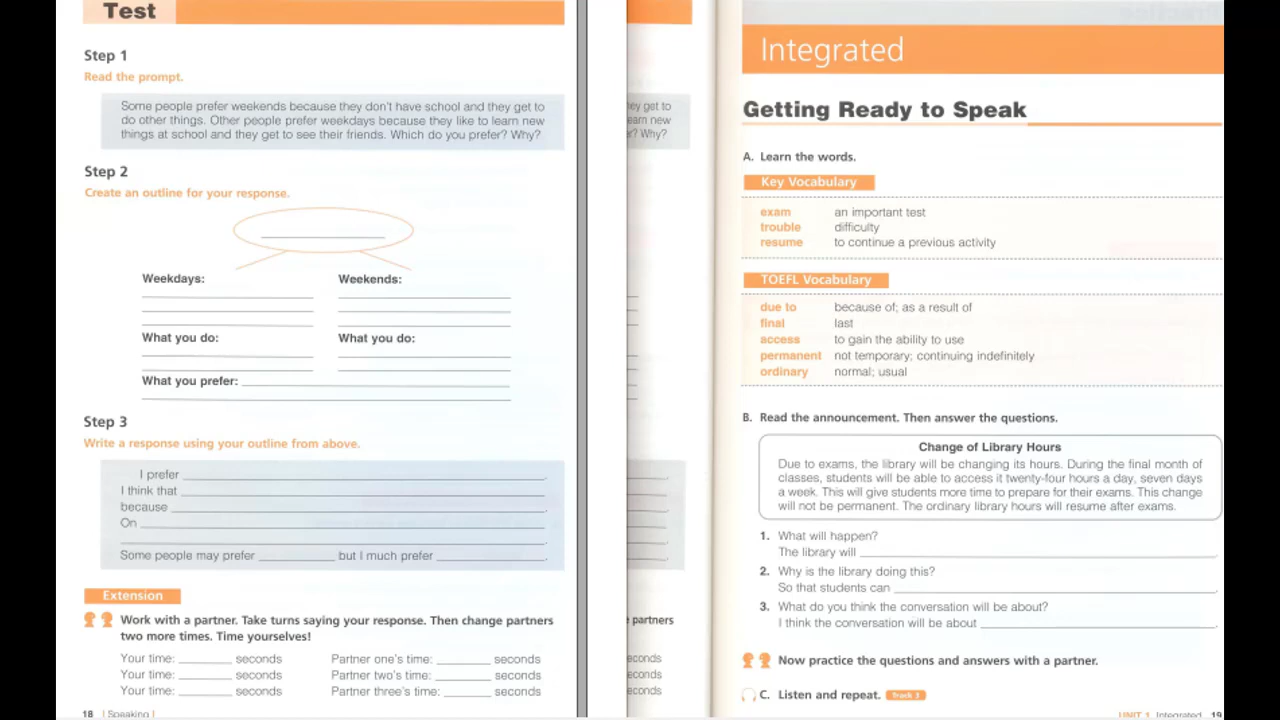 Test
Step 1
Read the prompt.
Some people prefer weekends because they don't have school and they get to
do other things. Other people prefer weekdays because they like to learn new
things at school and they get to see their friends. Which do you prefer? Why?
Step 2
Create an outline for your response.
Weekdays: Weekends:
What you do: What you do:
What you prefer:
Step 3
Write a response using your outline from above.
I prefer .
I think that
because .
On
.
Some people may prefer but I much prefer .
Extension
Work with a partner. Take turns saying your response. Then change partners
two more times. Time yourselves!
Your time: seconds Partner one's time: seconds
Your time: seconds Partner two's time: seconds
Your time: seconds Partner three's time: seconds
18 | Speaking |
ey get to
earn new
? Why?
partners
econds
econds
econds
Integrated
Getting Ready to Speak
A. Learn the words.
Key Vocabulary
exam an important test
trouble difficulty
resume to continue a previous activity
TOEFL Vocabulary
due to because of; as a result of
final last
access to gain the ability to use
permanent not temporary; continuing indefinitely
ordinary normal; usual
B. Read the announcement. Then answer the questions.
Change of Library Hours
Due to exams, the library will be changing its hours. During the final month of
classes, students will be able to access it twenty-four hours a day, seven days
a week. This will give students more time to prepare for their exams. This change
will not be permanent. The ordinary library hours will resume after exams.
1. What will happen?
The library will .
2. Why is the library doing this?
So that students can .
3. What do you think the conversation will be about?
I think the conversation will be about .
Now practice the questions and answers with a partner.
C. Listen and repeat. Track 3
UNIT 1 Integrated 19